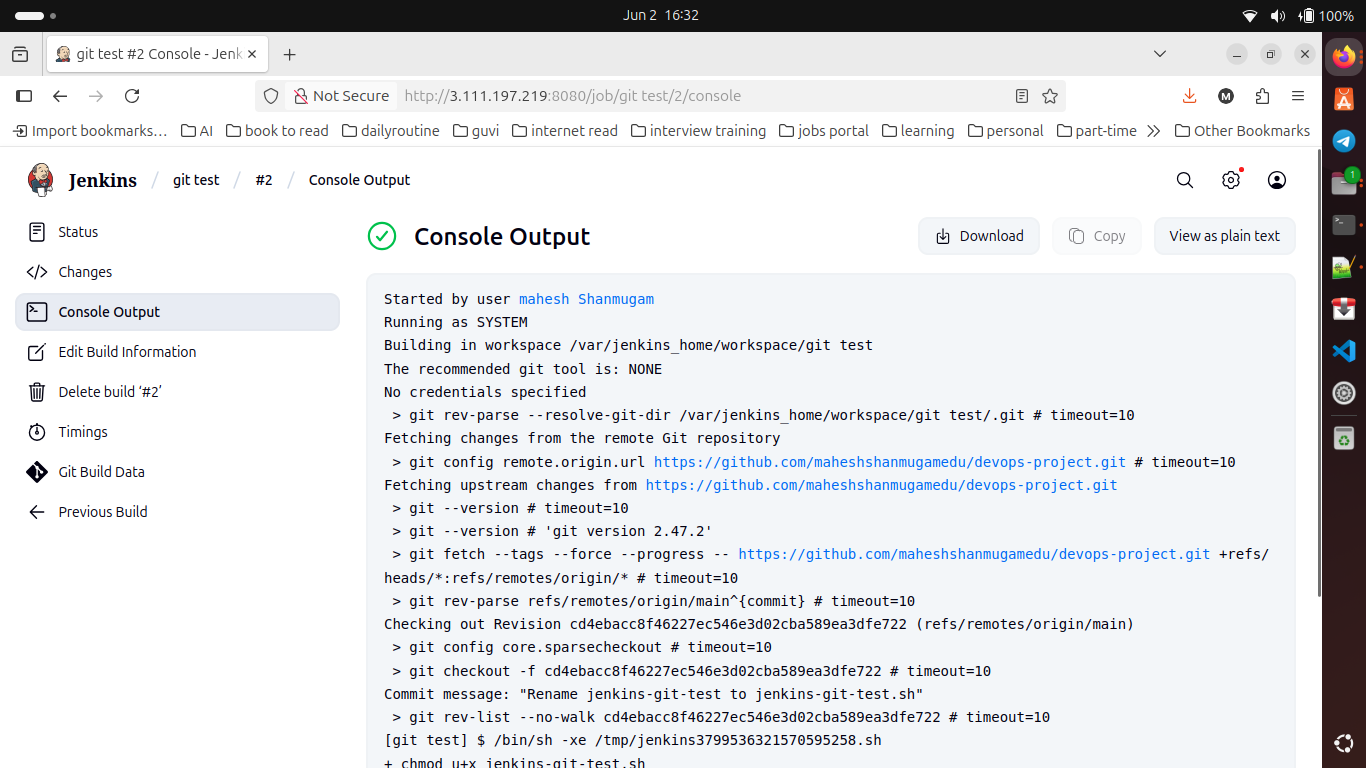 Jun 2 16:32
100%
git test #2 Console - Jenk
Not Secure
http://3.111.197.219:8080/job/git test/2/console
M
Import bookmarks…
AI
book to read
dailyroutine
guvi
internet read
interview training
jobs portal
learning
personal
part-time
Other Bookmarks
1
Jenkins / git test / #2 / Console Output
Status
Changes
Console Output
Edit Build Information
Delete build ‘#2’
Timings
Git Build Data
Previous Build
Console Output
Download
Copy
View as plain text
Started by user mahesh Shanmugam
Running as SYSTEM
Building in workspace /var/jenkins_home/workspace/git test
The recommended git tool is: NONE
No credentials specified
 > git rev-parse --resolve-git-dir /var/jenkins_home/workspace/git test/.git # timeout=10
Fetching changes from the remote Git repository
 > git config remote.origin.url https://github.com/maheshshanmugamedu/devops-project.git # timeout=10
Fetching upstream changes from https://github.com/maheshshanmugamedu/devops-project.git
 > git --version # timeout=10
 > git --version # 'git version 2.47.2'
 > git fetch --tags --force --progress -- https://github.com/maheshshanmugamedu/devops-project.git +refs/
heads/*:refs/remotes/origin/* # timeout=10
 > git rev-parse refs/remotes/origin/main^{commit} # timeout=10
Checking out Revision cd4ebacc8f46227ec546e3d02cba589ea3dfe722 (refs/remotes/origin/main)
 > git config core.sparsecheckout # timeout=10
 > git checkout -f cd4ebacc8f46227ec546e3d02cba589ea3dfe722 # timeout=10
Commit message: "Rename jenkins-git-test to jenkins-git-test.sh"
 > git rev-list --no-walk cd4ebacc8f46227ec546e3d02cba589ea3dfe722 # timeout=10
[git test] $ /bin/sh -xe /tmp/jenkins3799536321570595258.sh
+ chmod u+x jenkins-git-test.sh